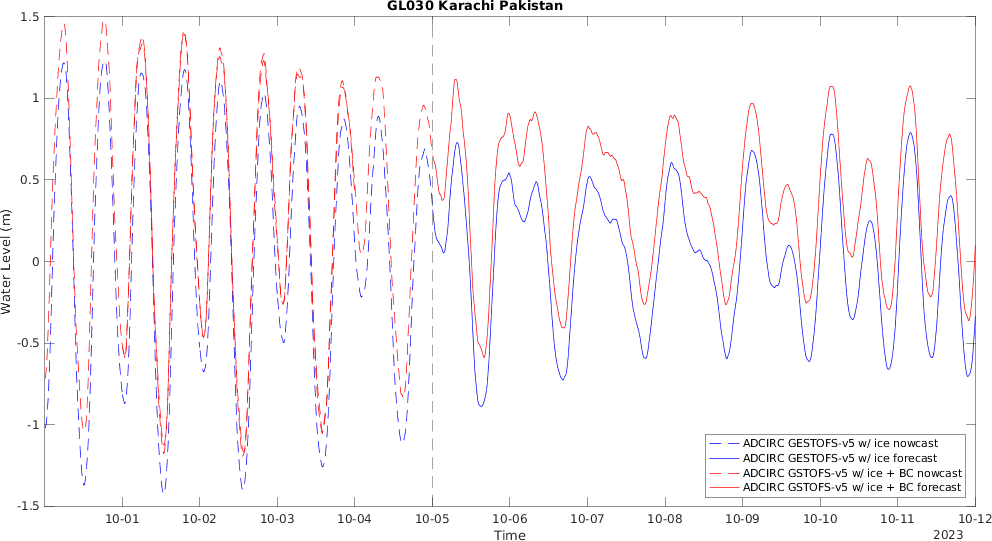 GL030 Karachi Pakistan
1.5
1
0.5
0
-0.5
-1
-1.5
Water Level (m)
10-01 10-02 10-03 10-04 10-05 10-06 10-07 10-08 10-09 10-10 10-11 10-12
Time
2023
ADCIRC GESTOFS-v5 w/ ice nowcast
ADCIRC GESTOFS-v5 w/ ice forecast
ADCIRC GSTOFS-v5 w/ ice + BC nowcast
ADCIRC GSTOFS-v5 w/ ice + BC forecast